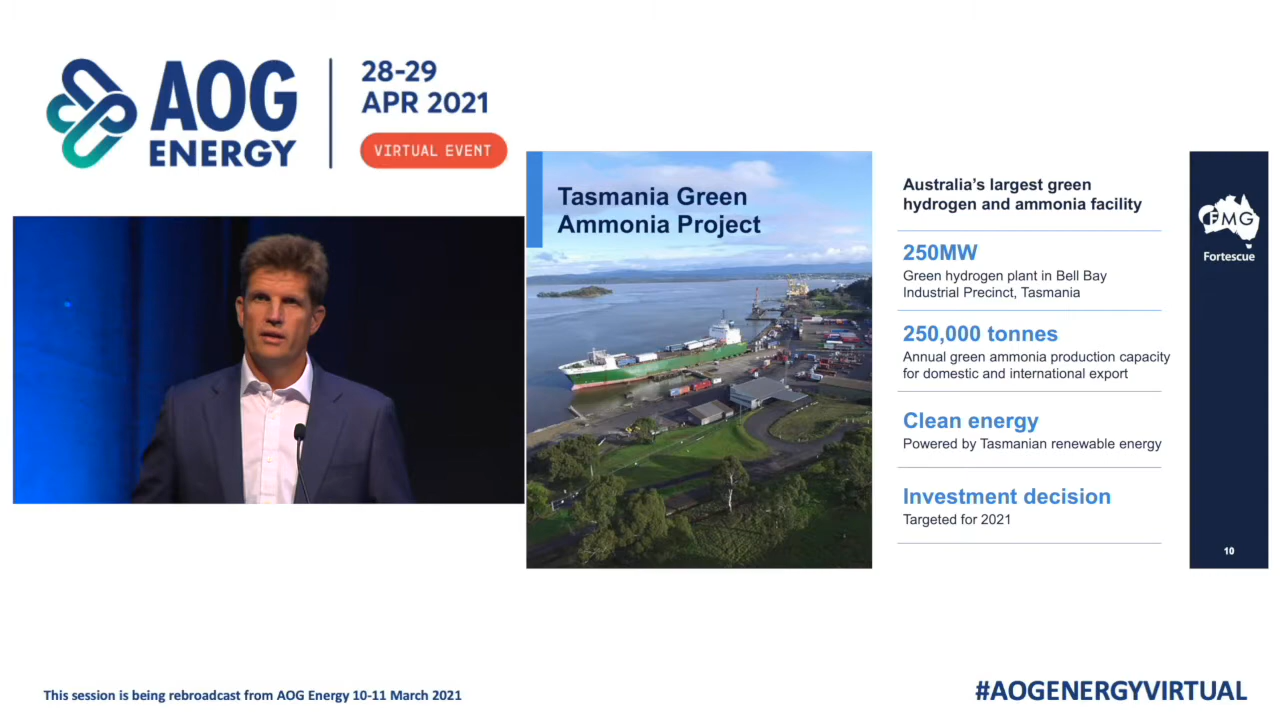 AOG
ENERGY
28-29
APR 2021
VIRTUAL EVENT
Tasmania Green
Ammonia Project
Australia's largest green
hydrogen and ammonia facility
250MW
Green hydrogen plant in Bell Bay
Industrial Precinct, Tasmania
250,000 tonnes
Annual green ammonia production capacity
for domestic and international export
Clean energy
Powered by Tasmanian renewable energy
Investment decision
Targeted for 2021
FMG
Fortescue
10
This session is being rebroadcast from AOG Energy 10-11 March 2021
#AOGENERGYVIRTUAL